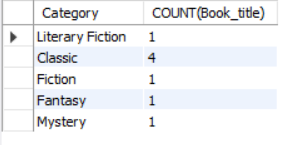 Category COUNT(Book_title)
Literary Fiction 1
Classic 4
Fiction 1
Fantasy 1
Mystery 1